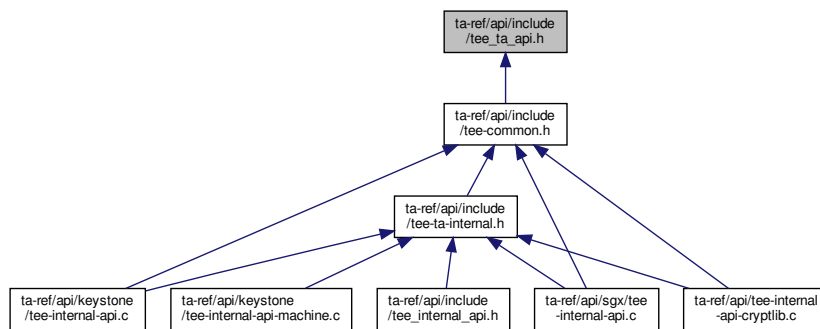 ta-ref/api/include
/tee_ta_api.h
ta-ref/api/include
/tee-common.h
ta-ref/api/include
/tee-ta-internal.h
ta-ref/api/keystone
/tee-internal-api.c
ta-ref/api/keystone
/tee-internal-api-machine.c
ta-ref/api/include
/tee_internal_api.h
ta-ref/api/sgx/tee
-internal-api.c
ta-ref/api/tee-internal
-api-cryptlib.c